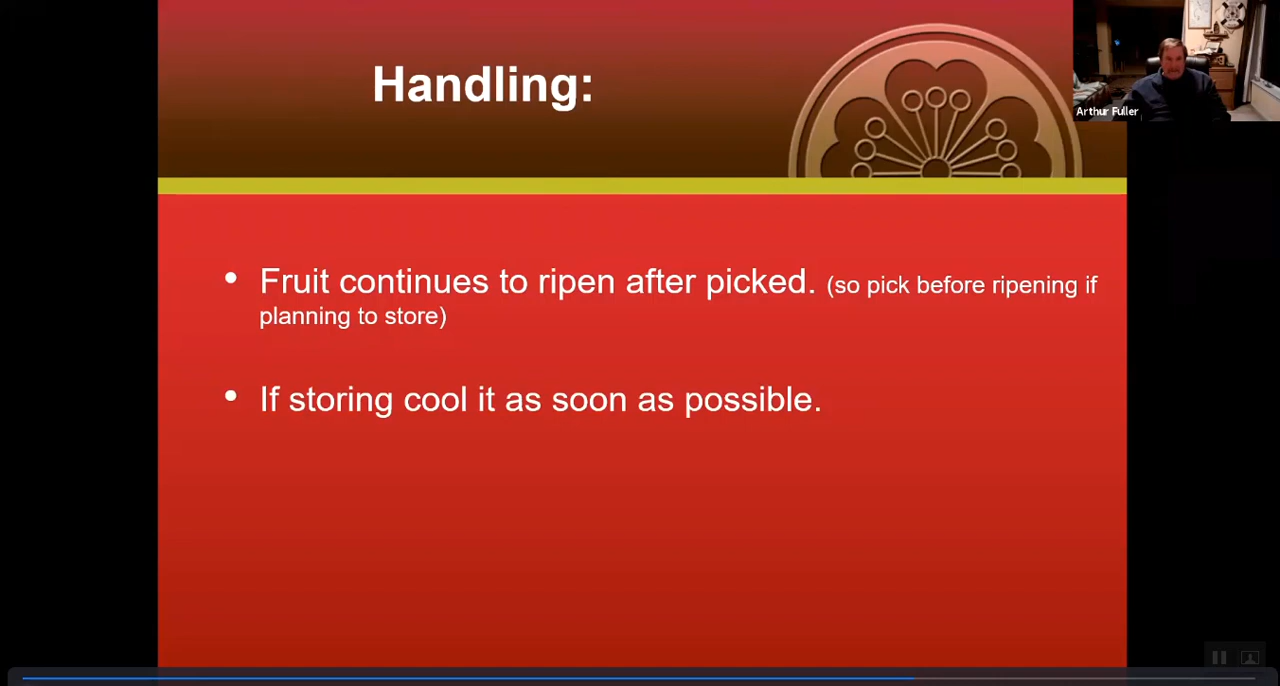 Handling:
Arthur Fuller
• Fruit continues to ripen after picked. (so pick before ripening if
planning to store)
• If storing cool it as soon as possible.